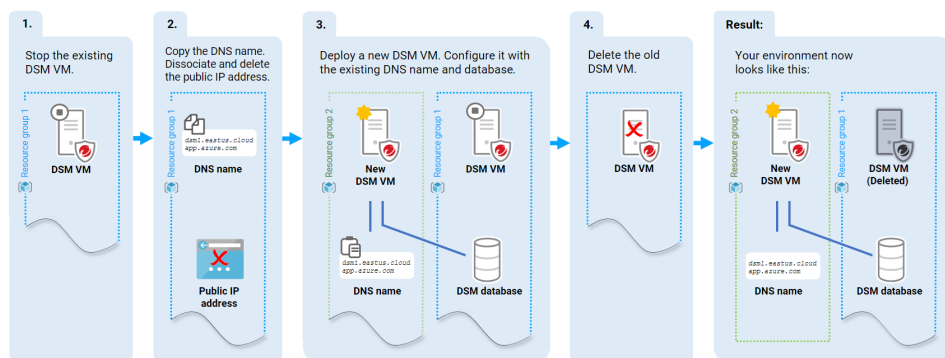 1.
Stop the existing
DSM VM.
Resource group 1
DSM VM
2.
Copy the DNS name.
Dissociate and delete
the public IP address.
Resource group 1
dsm1.eastus.cloud
app.azure.com
DNS name
Public IP
address
3.
Deploy a new DSM VM. Configure it with
the existing DNS name and database.
Resource group 2
New
DSM VM
Resource group 1
DSM VM
dsm1.eastus.cloud
app.azure.com
DNS name
DSM database
4.
Delete the old
DSM VM.
Resource group 1
DSM VM
Result:
Your environment now
looks like this:
Resource group 2
New
DSM VM
Resource group 1
DSM VM
(Deleted)
dsm1.eastus.cloud
app.azure.com
DNS name
DSM database